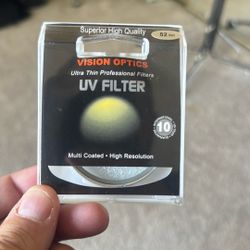 Superior High Quality
52 mm
VISION OPTICS
Ultra Thin Professional Filters
UV FILTER
10
Multi Coated • High Resolution